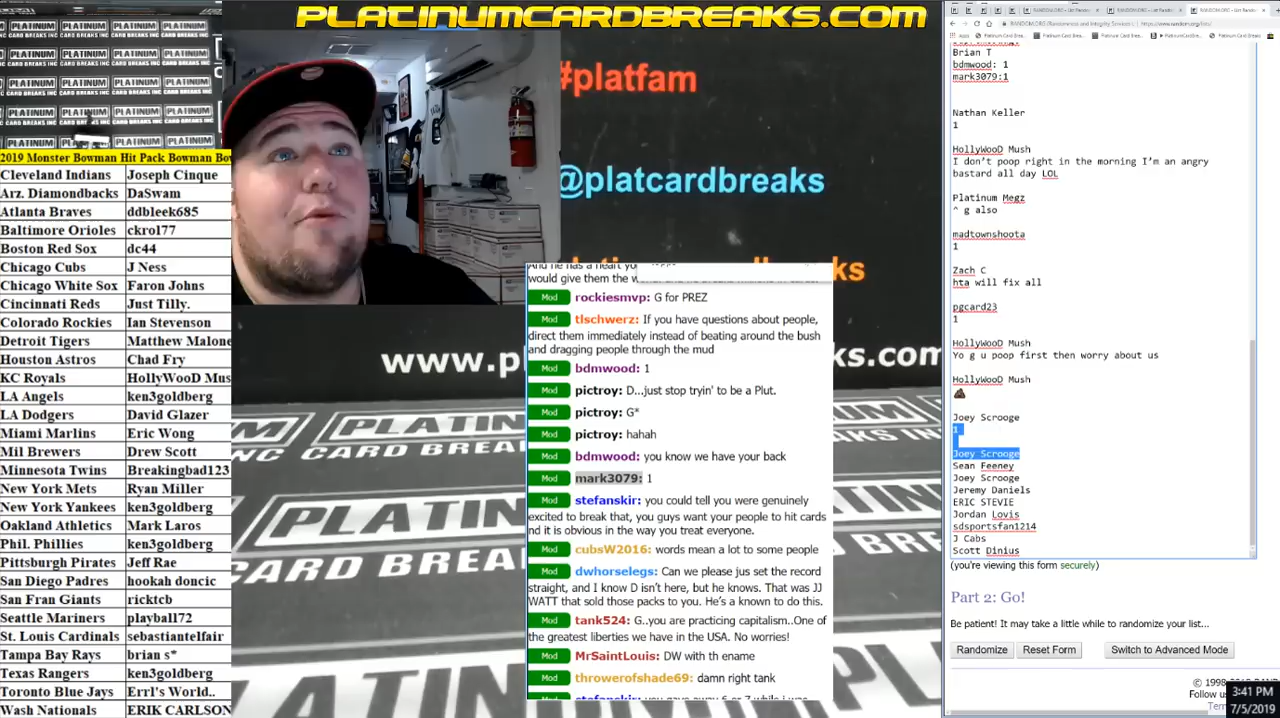 PLATINUMCARDBREAKS.COM
#platfam
@platcardbreaks
www.p
s.com
2019 Monster Bowman Hit Pack Bowman Bow
Cleveland Indians Joseph Cinque
Arz. Diamondbacks DaSwam
Atlanta Braves ddbleek685
Baltimore Orioles ckrol77
Boston Red Sox dc44
Chicago Cubs J Ness
Chicago White Sox Faron Johns
Cincinnati Reds Just Tilly.
Colorado Rockies Ian Stevenson
Detroit Tigers Matthew Malone
Houston Astros Chad Fry
KC Royals HollyWooD Mus
LA Angels ken3goldberg
LA Dodgers David Glazer
Miami Marlins Eric Wong
Mil Brewers Drew Scott
Minnesota Twins Breakingbad123
New York Mets Ryan Miller
New York Yankees ken3goldberg
Oakland Athletics Mark Laros
Phil. Phillies ken3goldberg
Pittsburgh Pirates Jeff Rae
San Diego Padres hookah doncic
San Fran Giants ricktcb
Seattle Mariners playball72
St. Louis Cardinals sebastiantelfair
Tampa Bay Rays brian s*
Texas Rangers ken3goldberg
Toronto Blue Jays Errl's World..
Wash Nationals ERIK CARLSON
would give them the
Mod rockiesmvp: G for PREZ
Mod tlschwerz: If you have questions about people,
direct them immediately instead of beating around the bush
and dragging people through the mud
Mod bdmwood: 1
Mod pictroy: D...just stop tryin' to be a Plut.
Mod pictroy: G*
Mod pictroy: hahah
Mod bdmwood: you know we have your back
Mod mark3079: 1
Mod stefanskir: you could tell you were genuinely
excited to break that, you guys want your people to hit cards
nd it is obvious in the way you treat everyone.
Mod cubsW2016: words mean a lot to some people
Mod dwhorselegs: Can we please jus set the record
straight, and I know D isn't here, but he knows. That was JJ
WATT that sold those packs to you. He's a known to do this.
Mod tank524: G..you are practicing capitalism..One of
the greatest liberties we have in the USA. No worries!
Mod MrSaintLouis: DW with th ename
Mod throwerofshade69: damn right tank
Brian T
bdmwood: 1
mark3079:1
Nathan Keller
1
HollyWooD Mush
I don't poop right in the morning I'm an angry
bastard all day LOL
Platinum Megz
^ g also
madtownshoota
1
Zach C
hta will fix all
pgcard23
1
HollyWooD Mush
Yo g u poop first then worry about us
HollyWooD Mush
💩
Joey Scrooge
1
Joey Scrooge
Sean Feeney
Joey Scrooge
Jeremy Daniels
ERIC STEVIE
Jordan Lovis
sdsportsfan1214
J Cabs
Scott Dinius
(you're viewing this form securely)
Part 2: Go!
Be patient! It may take a little while to randomize your list...
Randomize Reset Form Switch to Advanced Mode
© 1998
Follow us
3:41 PM
7/5/2019